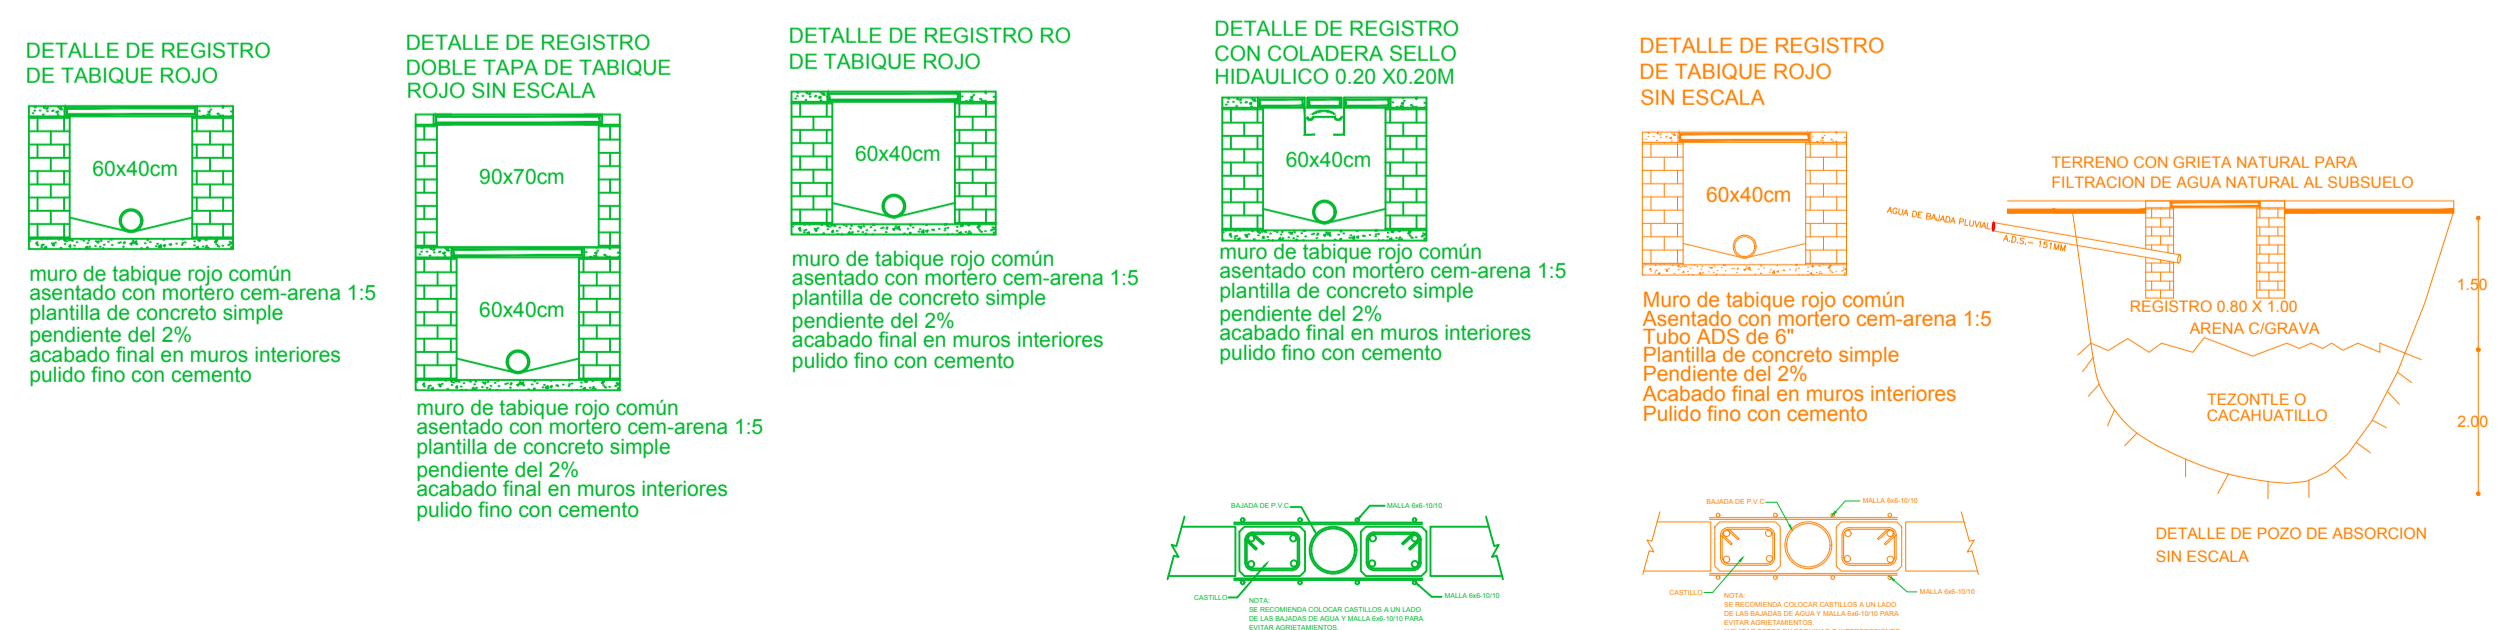 DETALLE DE REGISTRO
DE TABIQUE ROJO
60x40cm
muro de tabique rojo común
asentado con mortero cem-arena 1:5
plantilla de concreto simple
pendiente del 2%
acabado final en muros interiores
pulido fino con cemento
DETALLE DE REGISTRO
DOBLE TAPA DE TABIQUE
ROJO SIN ESCALA
90x70cm
60x40cm
muro de tabique rojo común
asentado con mortero cem-arena 1:5
plantilla de concreto simple
pendiente del 2%
acabado final en muros interiores
pulido fino con cemento
DETALLE DE REGISTRO RO
DE TABIQUE ROJO
60x40cm
muro de tabique rojo común
asentado con mortero cem-arena 1:5
plantilla de concreto simple
pendiente del 2%
acabado final en muros interiores
pulido fino con cemento
DETALLE DE REGISTRO
CON COLADERA SELLO
HIDAULICO 0.20 X0.20M
60x40cm
muro de tabique rojo común
asentado con mortero cem-arena 1:5
plantilla de concreto simple
pendiente del 2%
acabado final en muros interiores
pulido fino con cemento
BAJADA DE P.V.C
MALLA 6x6-10/10
CASTILLO
MALLA 6x6-10/10
NOTA:
SE RECOMIENDA COLOCAR CASTILLOS A UN LADO
DE LAS BAJADAS DE AGUA Y MALLA 6x6-10/10 PARA
EVITAR AGRIETAMIENTOS.
DETALLE DE REGISTRO
DE TABIQUE ROJO
SIN ESCALA
60x40cm
Muro de tabique rojo común
Asentado con mortero cem-arena 1:5
Tubo ADS de 6"
Plantilla de concreto simple
Pendiente del 2%
Acabado final en muros interiores
Pulido fino con cemento
BAJADA DE P.V.C
MALLA 6x6-10/10
CASTILLO
MALLA 6x6-10/10
NOTA:
SE RECOMIENDA COLOCAR CASTILLOS A UN LADO
DE LAS BAJADAS DE AGUA Y MALLA 6x6-10/10 PARA
EVITAR AGRIETAMIENTOS.
TERRENO CON GRIETA NATURAL PARA
FILTRACION DE AGUA NATURAL AL SUBSUELO
AGUA DE BAJADA PLUVIAL
A.D.S.- 151MM
REGISTRO 0.80 X 1.00
ARENA C/GRAVA
1.50
TEZONTLE O
CACAHUATILLO
2.00
DETALLE DE POZO DE ABSORCION
SIN ESCALA